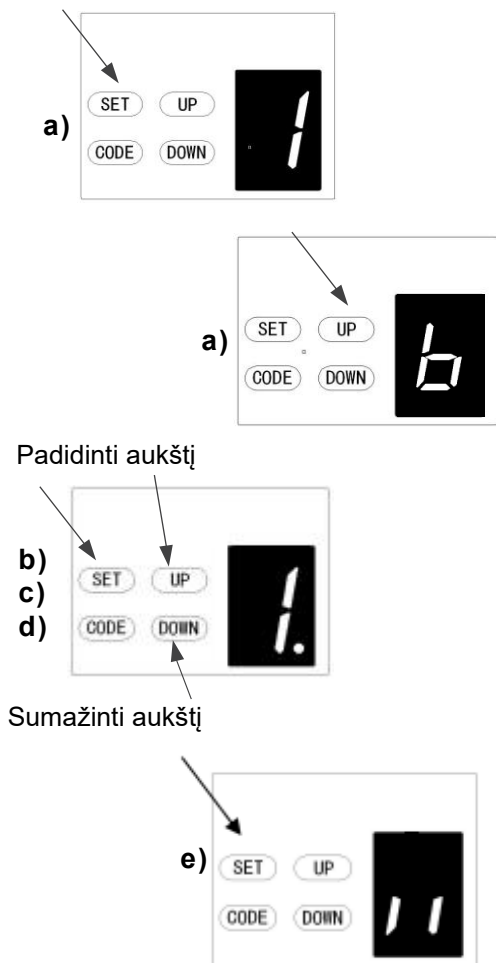 SET UP
a) 1
CODE DOWN
SET UP
a) b
CODE DOWN
Padidinti aukštį
b)
SET UP
c) 1.
d) CODE DOWN
Sumažinti aukštį
e) SET UP
CODE DOWN